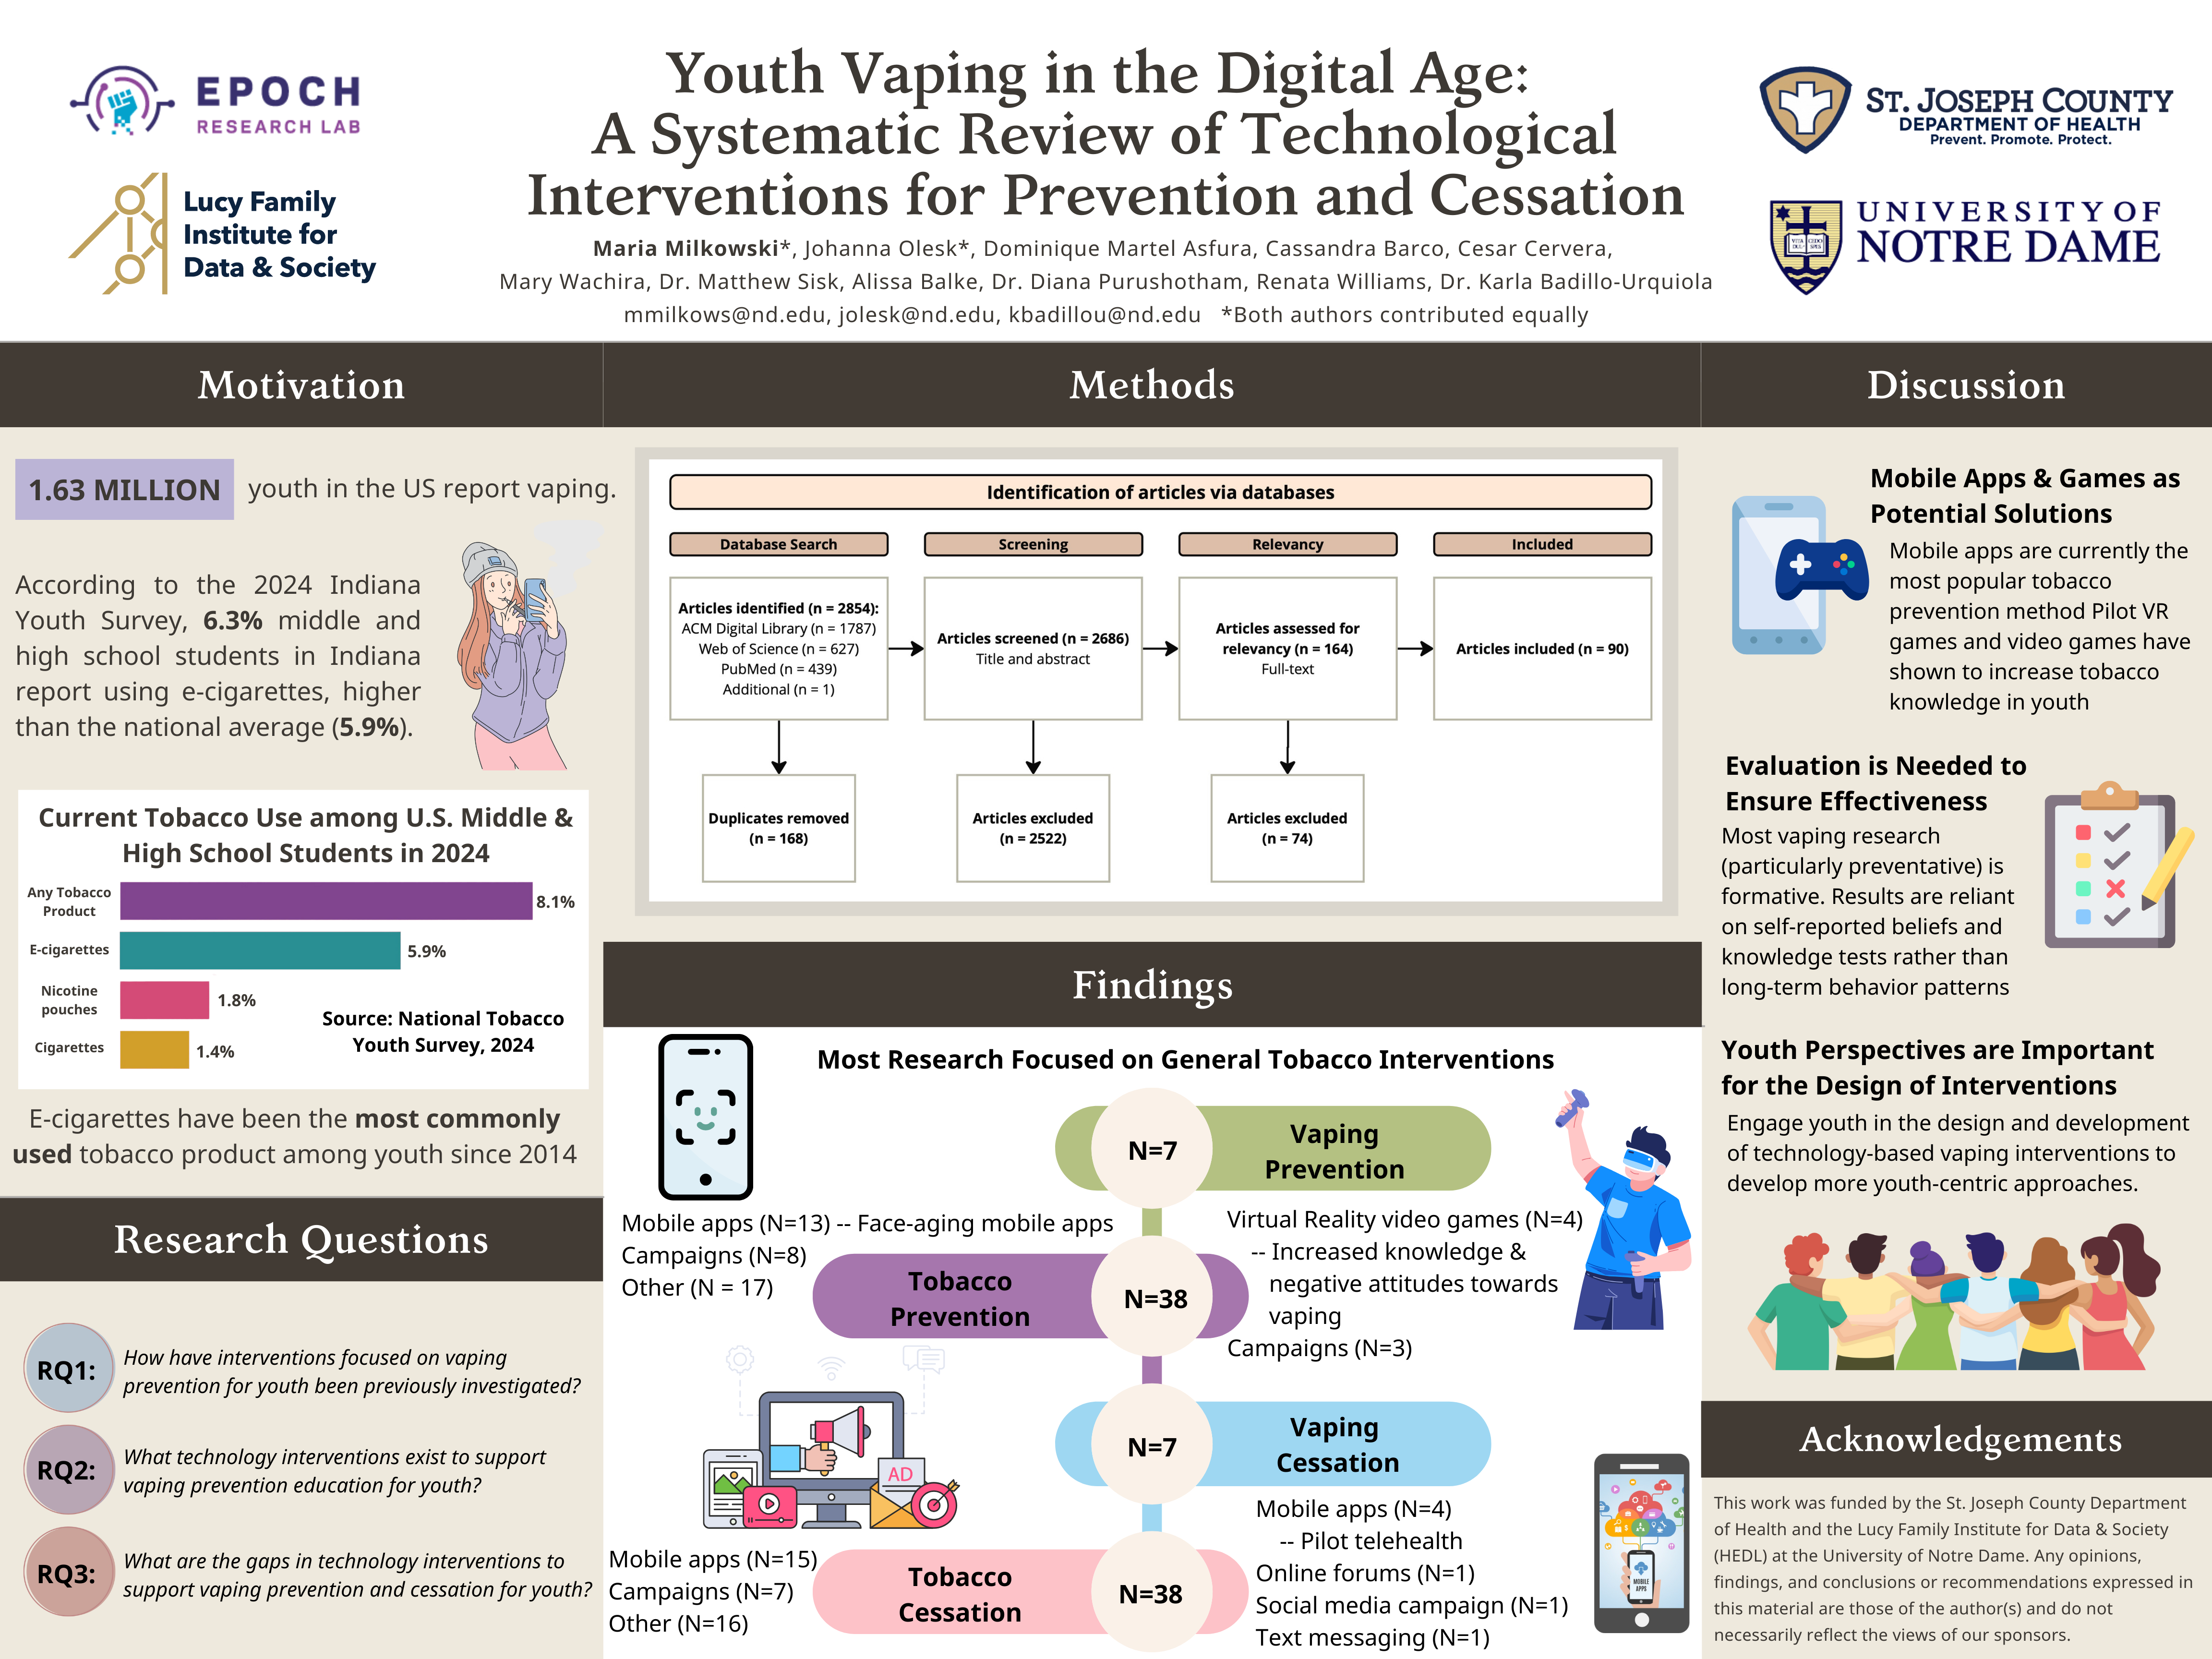 EPOCH
RESEARCH LAB
Lucy Family
Institute for
Data & Society
Youth Vaping in the Digital Age:
A Systematic Review of Technological
Interventions for Prevention and Cessation
Maria Milkowski*, Johanna Olesk*, Dominique Martel Asfura, Cassandra Barco, Cesar Cervera,
Mary Wachira, Dr. Matthew Sisk, Alissa Balke, Dr. Diana Purushotham, Renata Williams, Dr. Karla Badillo-Urquiola
mmilkows@nd.edu, jolesk@nd.edu, kbadillou@nd.edu *Both authors contributed equally
ST. JOSEPH COUNTY
DEPARTMENT OF HEALTH
Prevent. Promote. Protect.
UNIVERSITY OF
NOTRE DAME
Motivation
1.63 MILLION youth in the US report vaping.
According to the 2024 Indiana
Youth Survey, 6.3% middle and
high school students in Indiana
report using e-cigarettes, higher
than the national average (5.9%).
Current Tobacco Use among U.S. Middle &
High School Students in 2024
Any Tobacco
Product
8.1%
E-cigarettes
5.9%
Nicotine
pouches
1.8%
Cigarettes
1.4%
Source: National Tobacco
Youth Survey, 2024
E-cigarettes have been the most commonly
used tobacco product among youth since 2014
Research Questions
RQ1:
How have interventions focused on vaping
prevention for youth been previously investigated?
RQ2:
What technology interventions exist to support
vaping prevention education for youth?
RQ3:
What are the gaps in technology interventions to
support vaping prevention and cessation for youth?
Methods
Identification of articles via databases
Database Search
Screening
Relevancy
Included
Articles identified (n = 2854):
ACM Digital Library (n = 1787)
Web of Science (n = 627)
PubMed (n = 439)
Additional (n = 1)
Articles screened (n = 2686)
Title and abstract
Articles assessed for
relevancy (n = 164)
Full-text
Articles included (n = 90)
Duplicates removed
(n = 168)
Articles excluded
(n = 2522)
Articles excluded
(n = 74)
Findings
Most Research Focused on General Tobacco Interventions
N=7
Vaping
Prevention
Virtual Reality video games (N=4)
-- Increased knowledge &
negative attitudes towards
vaping
Campaigns (N=3)
Mobile apps (N=13) -- Face-aging mobile apps
Campaigns (N=8)
Other (N = 17)
Tobacco
Prevention
N=38
N=7
Vaping
Cessation
AD
Mobile apps (N=4)
-- Pilot telehealth
Online forums (N=1)
Social media campaign (N=1)
Text messaging (N=1)
Mobile apps (N=15)
Campaigns (N=7)
Other (N=16)
Tobacco
Cessation
N=38
MOBILE
APPS
Discussion
Mobile Apps & Games as
Potential Solutions
Mobile apps are currently the
most popular tobacco
prevention method Pilot VR
games and video games have
shown to increase tobacco
knowledge in youth
Evaluation is Needed to
Ensure Effectiveness
Most vaping research
(particularly preventative) is
formative. Results are reliant
on self-reported beliefs and
knowledge tests rather than
long-term behavior patterns
Youth Perspectives are Important
for the Design of Interventions
Engage youth in the design and development
of technology-based vaping interventions to
develop more youth-centric approaches.
Acknowledgements
This work was funded by the St. Joseph County Department
of Health and the Lucy Family Institute for Data & Society
(HEDL) at the University of Notre Dame. Any opinions,
findings, and conclusions or recommendations expressed in
this material are those of the author(s) and do not
necessarily reflect the views of our sponsors.